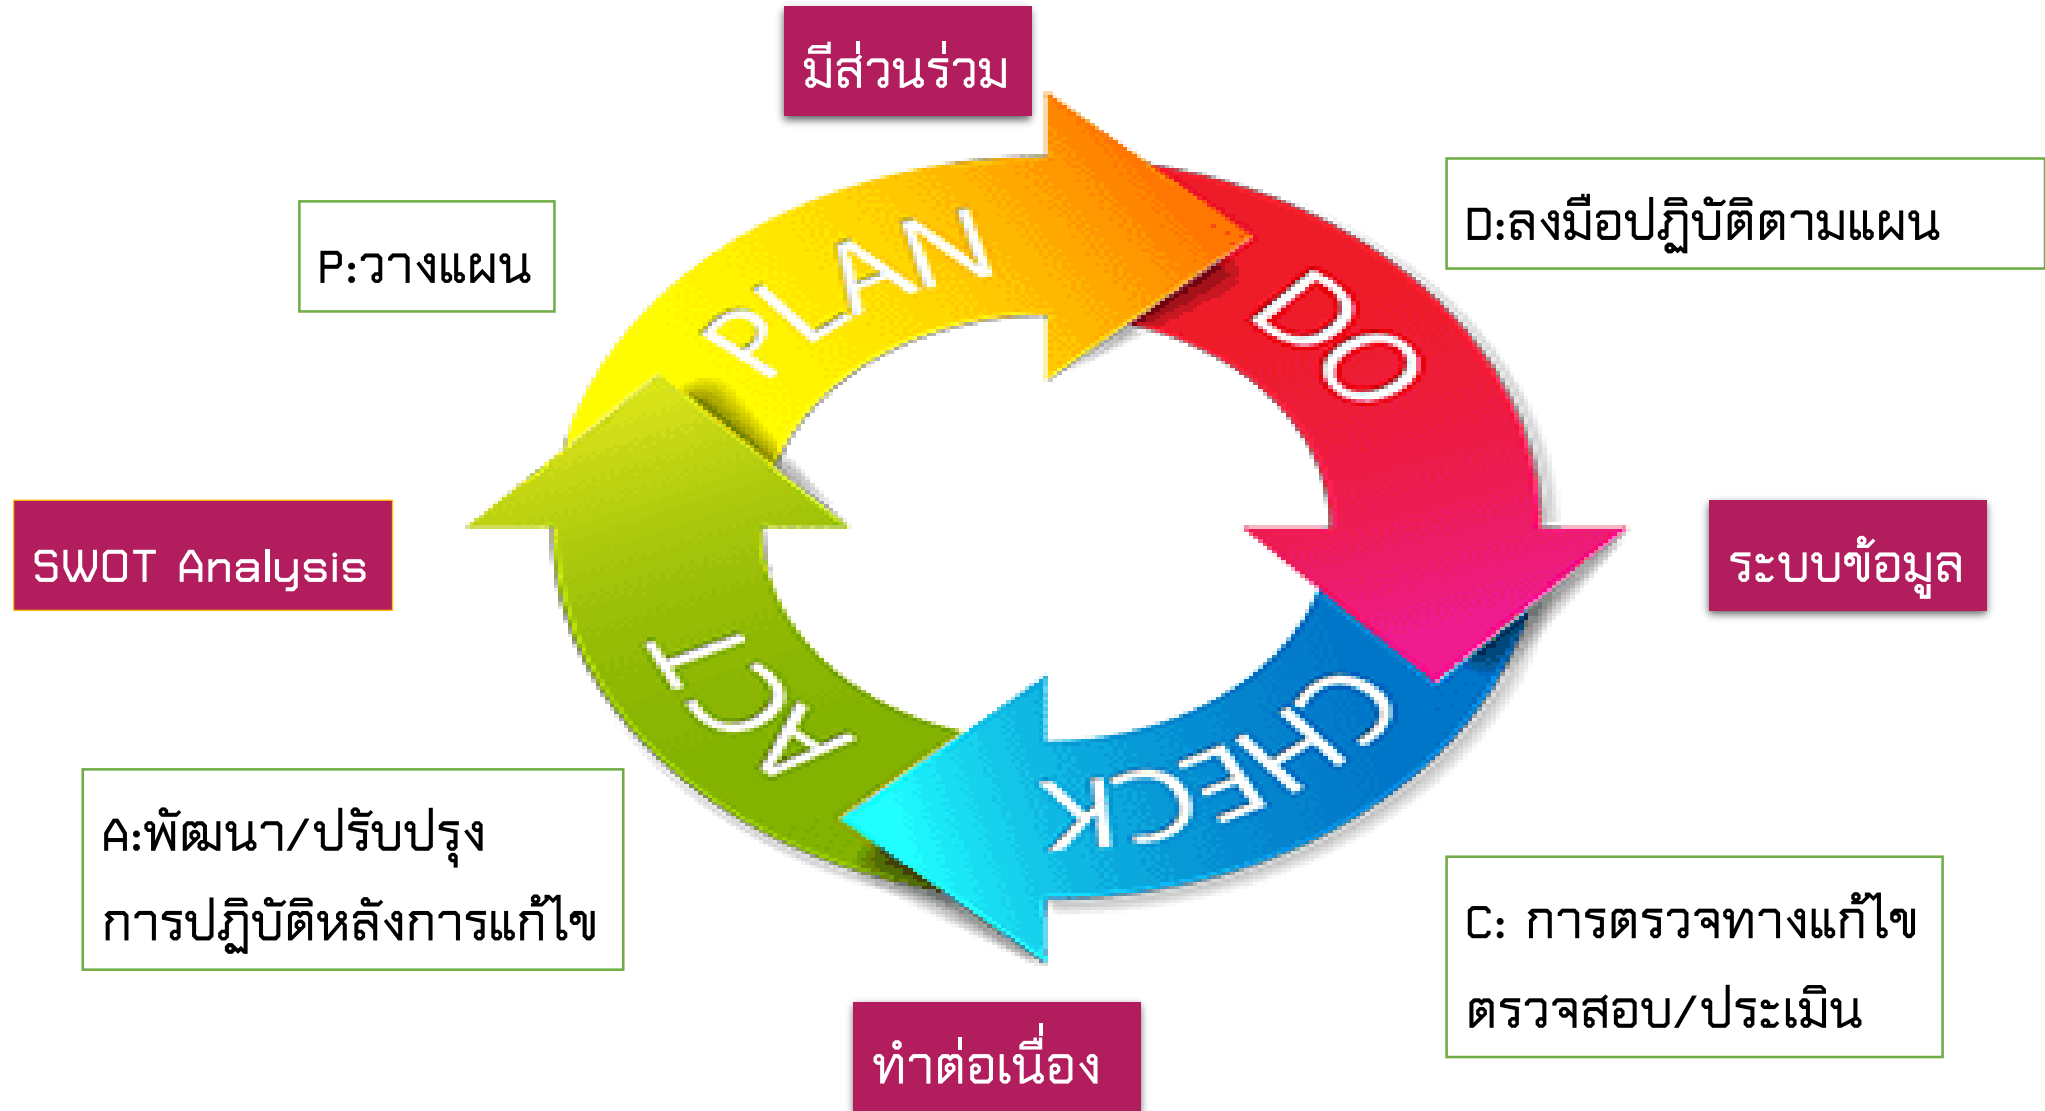 มีส่วนร่วม
P:วางแผน
D:ลงมือปฏิบัติตามแผน
PLAN
DO
SWOT Analysis
ระบบข้อมูล
ACT
CHECK
A:พัฒนา/ปรับปรุง
การปฏิบัติหลังการแก้ไข
C: การตรวจทางแก้ไข
ตรวจสอบ/ประเมิน
ทำต่อเนื่อง